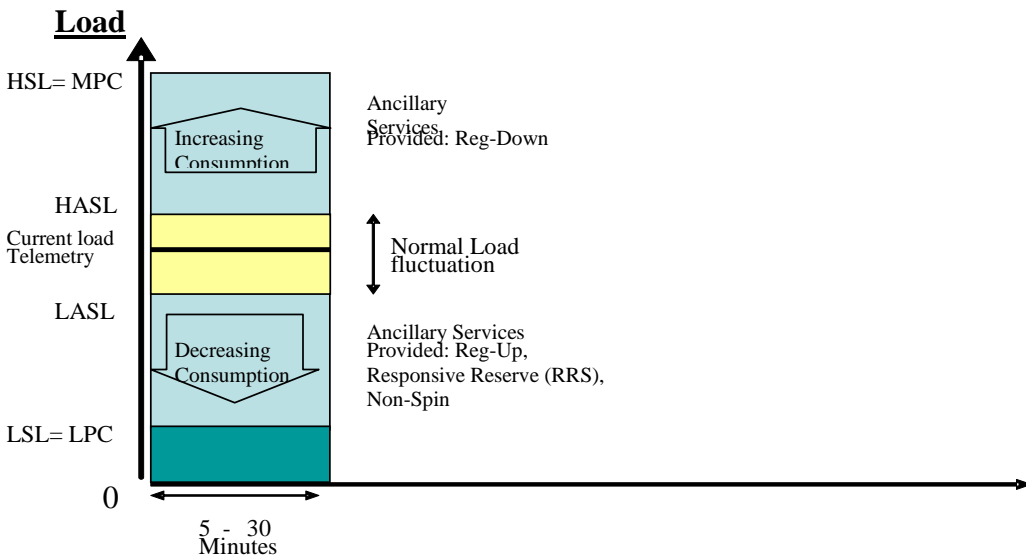 Load
HSL= MPC
Ancillary
Services
Provided: Reg-Down
Increasing
Consumption
HASL
Current load
Telemetry
Normal Load
fluctuation
LASL
Ancillary Services
Provided: Reg-Up,
Responsive Reserve (RRS),
Non-Spin
Decreasing
Consumption
LSL= LPC
0
5 - 30
Minutes